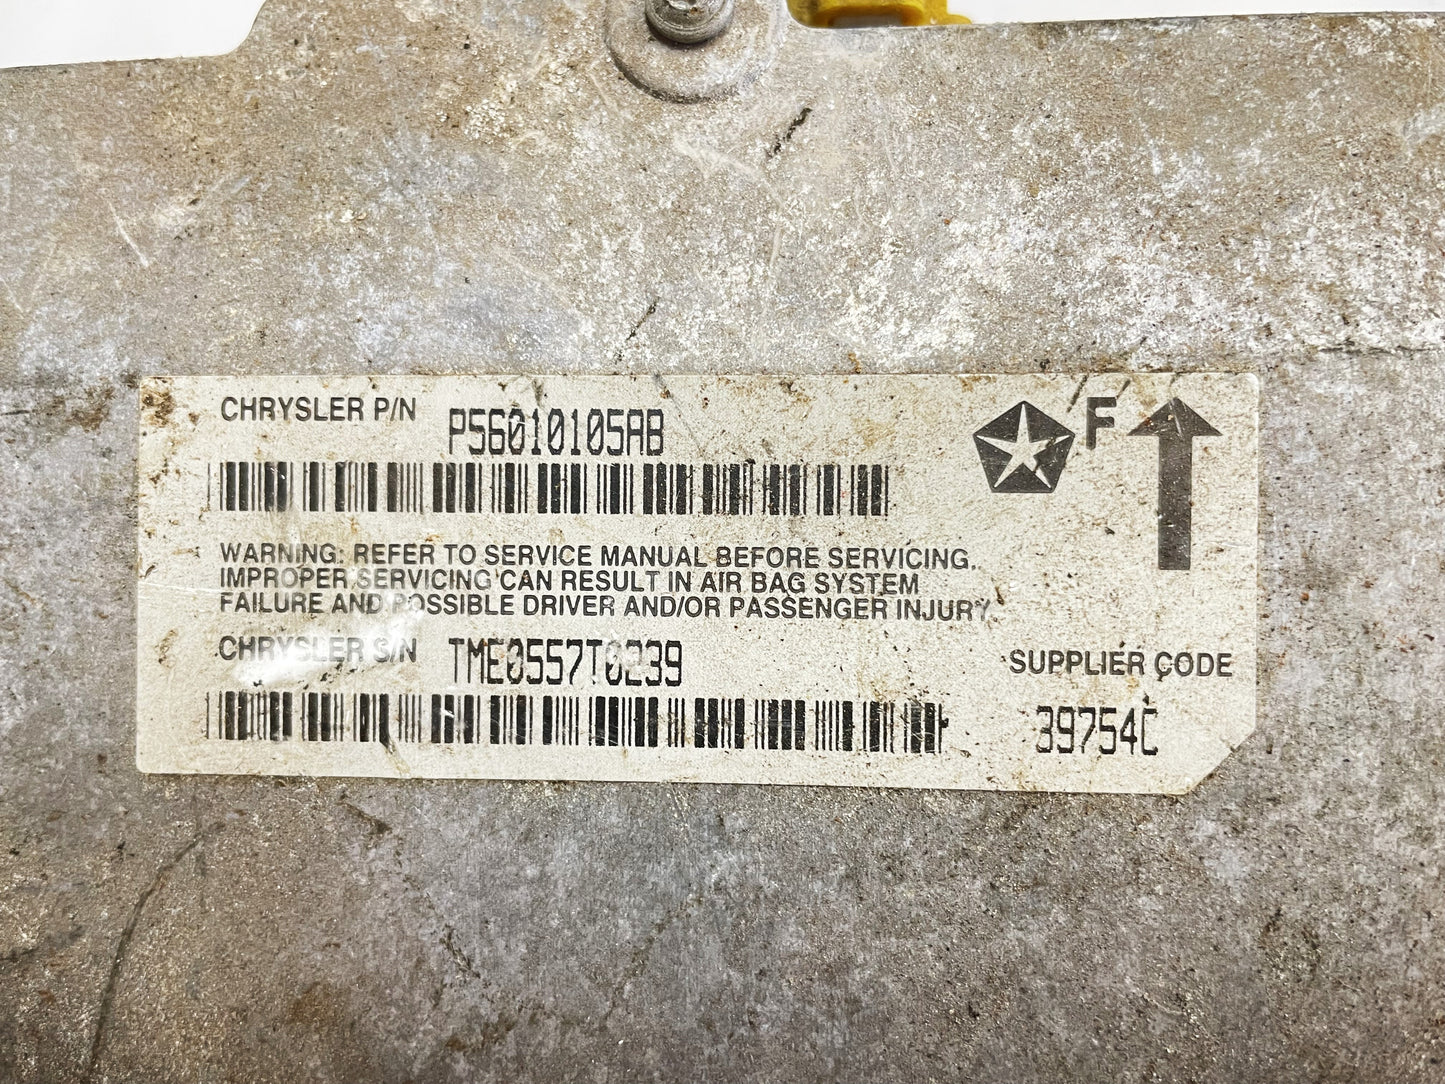 CHRYSLER P/N P56010105AB
F
WARNING: REFER TO SERVICE MANUAL BEFORE SERVICING.
IMPROPER SERVICING CAN RESULT IN AIR BAG SYSTEM
FAILURE AND POSSIBLE DRIVER AND/OR PASSENGER INJURY
CHRYSLER S/N TME0557T0239
SUPPLIER CODE
39754C